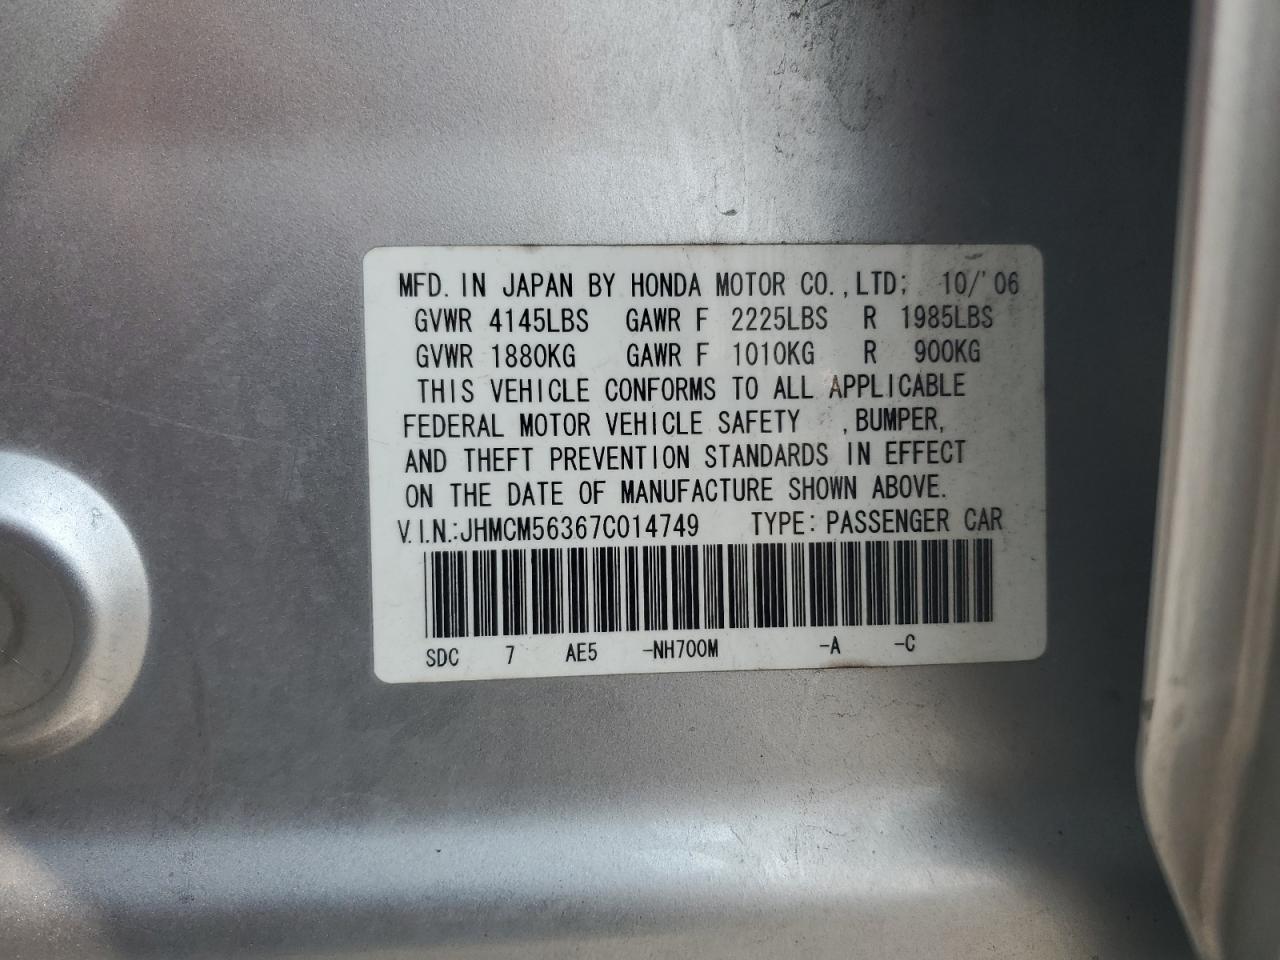 MFD. IN JAPAN BY HONDA MOTOR CO.,LTD; 10/'06
GVWR 4145LBS GAWR F 2225LBS R 1985LBS
GVWR 1880KG GAWR F 1010KG R 900KG
THIS VEHICLE CONFORMS TO ALL APPLICABLE
FEDERAL MOTOR VEHICLE SAFETY , BUMPER,
AND THEFT PREVENTION STANDARDS IN EFFECT
ON THE DATE OF MANUFACTURE SHOWN ABOVE.
V.I.N.:JHMCM56367C014749 TYPE: PASSENGER CAR
SDC 7 AE5 -NH700M -A -C